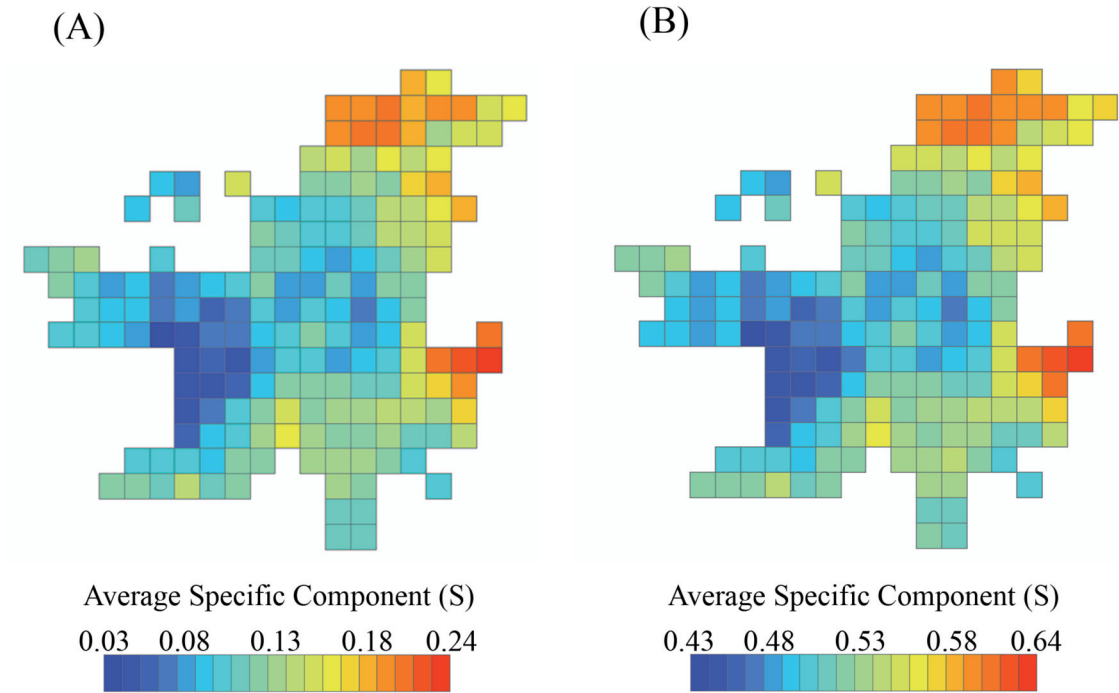 (A)
(B)
Average Specific Component (S)
0.03 0.08 0.13 0.18 0.24
Average Specific Component (S)
0.43 0.48 0.53 0.58 0.64